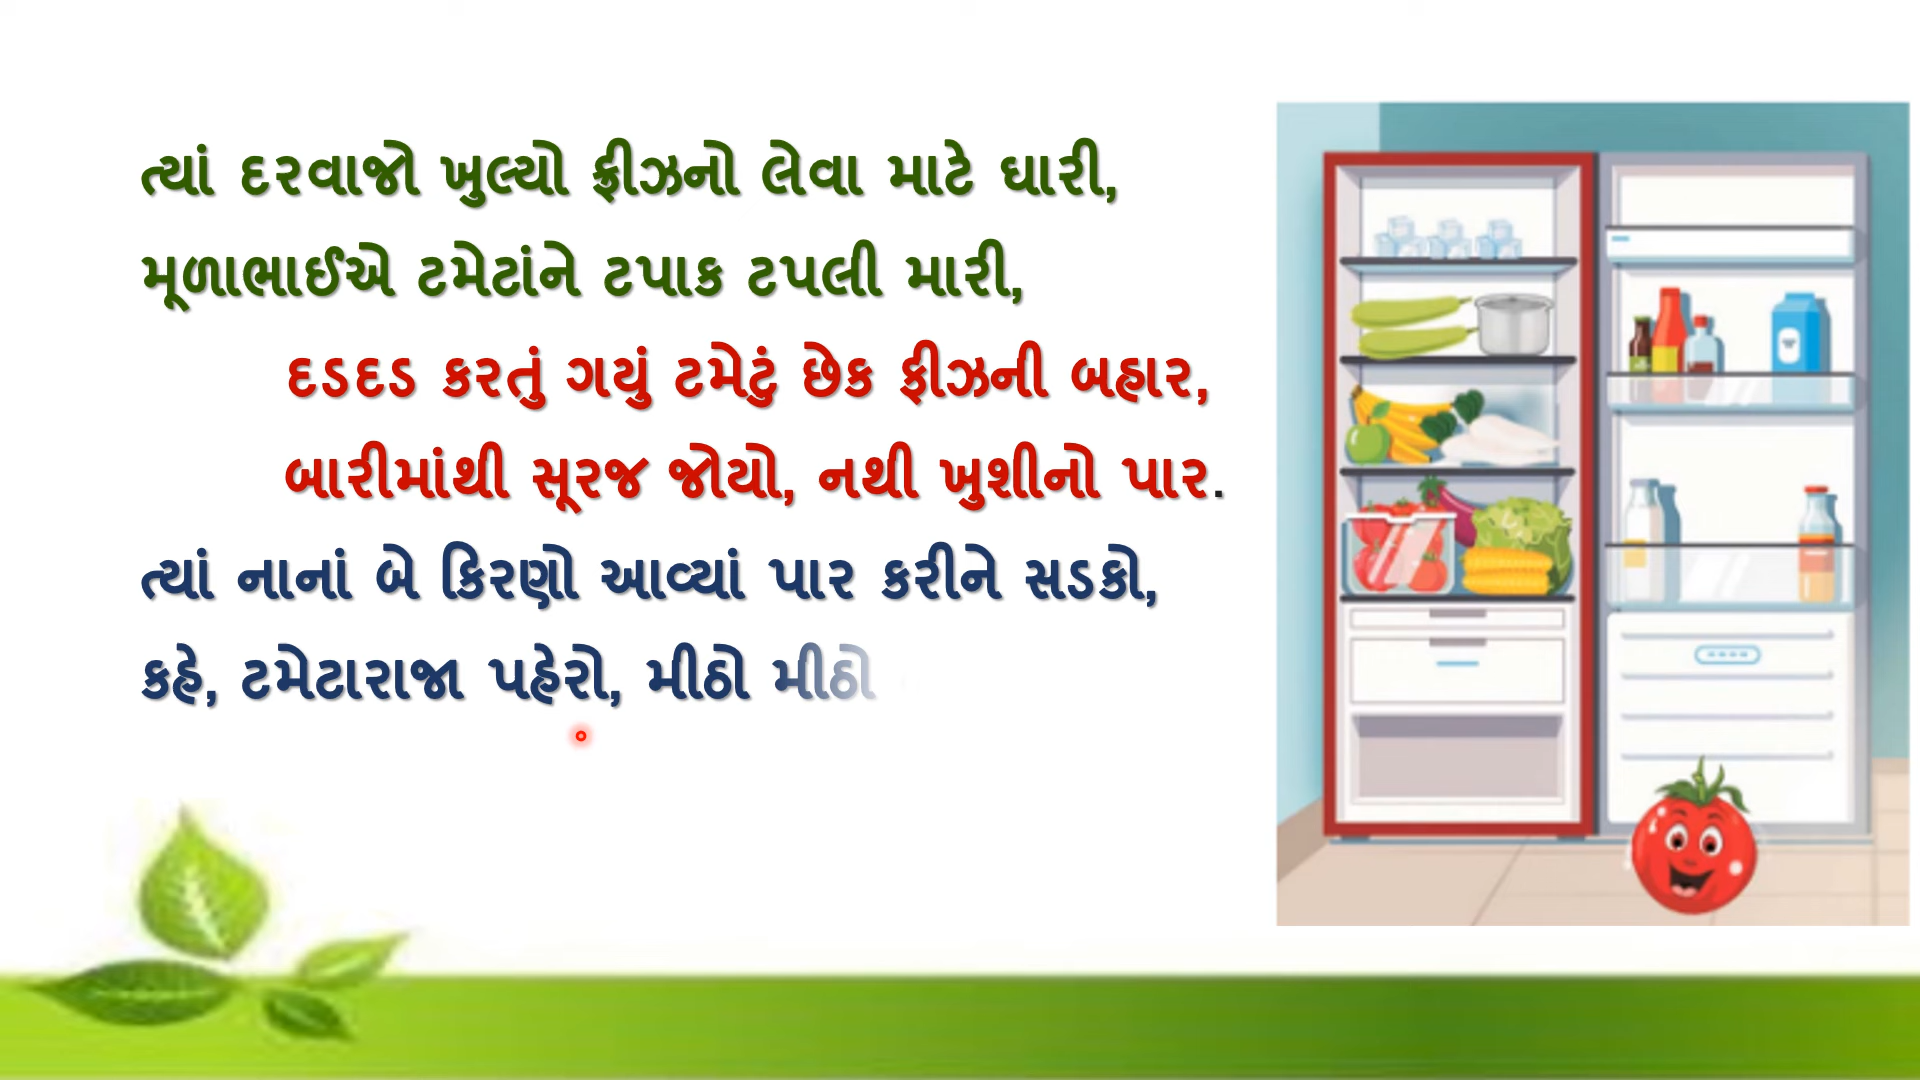 ત્યાં દરવાજો ખુલ્યો ફ્રીઝનો લેવા માટે ઘારી,
મૂળાભાઈએ ટમેટાંને ટપાક ટપલી મારી,
દડદડ કરતું ગયું ટમેટું છેક ફ્રીઝની બહાર,
બારીમાંથી સૂરજ જોયો, નથી ખુશીનો પાર.
ત્યાં નાનાં બે કિરણો આવ્યાં પાર કરીને સડકો,
કહે, ટમેટારાજા પહેરો, મીઠો મીઠો